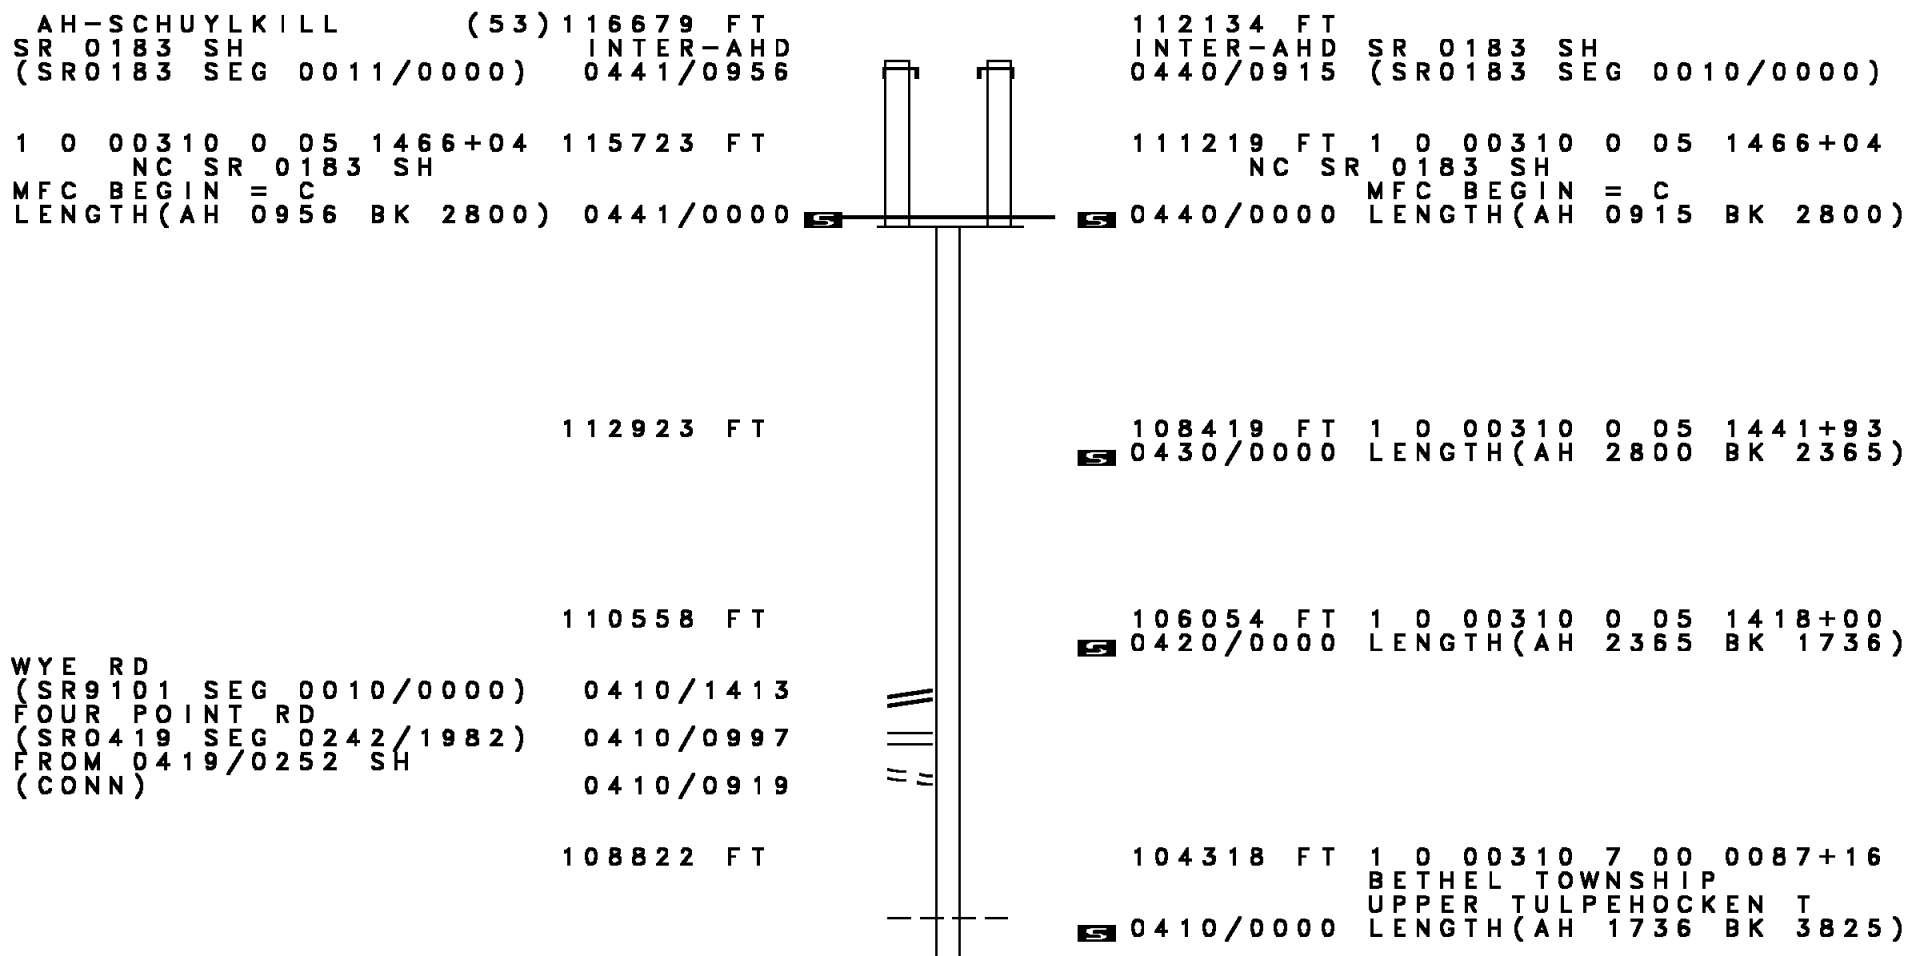 AH-SCHUYLKILL (53) 116679 FT
SR 0183 SH INTER-AHD
(SR0183 SEG 0011/0000) 0441/0956
112134 FT
INTER-AHD SR 0183 SH
0440/0915 (SR0183 SEG 0010/0000)
1 0 00310 0 05 1466+04 115723 FT
NC SR 0183 SH
MFC BEGIN = C
LENGTH(AH 0956 BK 2800) 0441/0000 S
111219 FT 1 0 00310 0 05 1466+04
NC SR 0183 SH
MFC BEGIN = C
S 0440/0000 LENGTH(AH 0915 BK 2800)
112923 FT
108419 FT 1 0 00310 0 05 1441+93
S 0430/0000 LENGTH(AH 2800 BK 2365)
110558 FT
106054 FT 1 0 00310 0 05 1418+00
S 0420/0000 LENGTH(AH 2365 BK 1736)
WYE RD
(SR9101 SEG 0010/0000) 0410/1413
FOUR POINT RD
(SR0419 SEG 0242/1982) 0410/0997
FROM 0419/0252 SH
(CONN) 0410/0919
108822 FT
104318 FT 1 0 00310 7 00 0087+16
BETHEL TOWNSHIP
UPPER TULPEHOCKEN T
S 0410/0000 LENGTH(AH 1736 BK 3825)